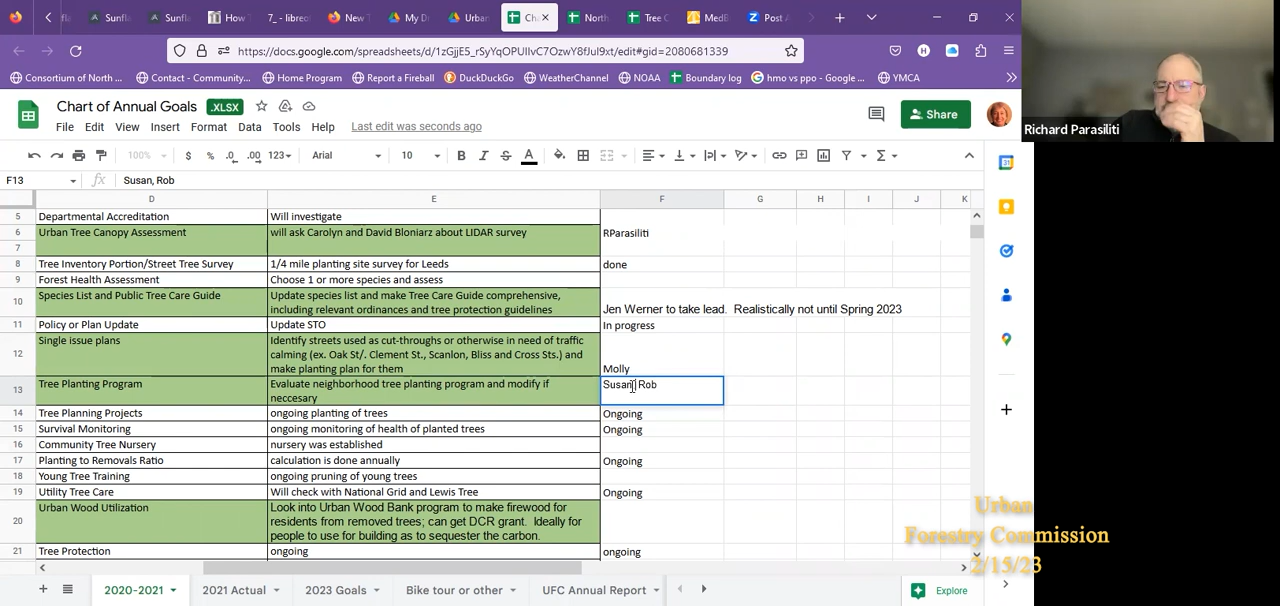 Sunfl
Sunfl
How
7_ - libreof
New T
My D
Urban
Ch
North
Tree C
MedB
Post A
https://docs.google.com/spreadsheets/d/1zGjjE5_rSyYqOPUIIvC7OzwY8fJul9xt/edit#gid=2080681339
Consortium of North ...
Contact - Community...
Home Program
Report a Fireball
DuckDuckGo
WeatherChannel
NOAA
Boundary log
hmo vs ppo - Google ...
YMCA
Chart of Annual Goals .XLSX
File Edit View Insert Format Data Tools Help Last edit was seconds ago
Share
Richard Parasiliti
100% $ % .0 .00 123 Arial 10 B I S A
F13 fx Susan, Rob
D E F G H I J K
5 Departmental Accreditation Will investigate
6 Urban Tree Canopy Assessment will ask Carolyn and David Bloniarz about LIDAR survey RParasiliti
7
8 Tree Inventory Portion/Street Tree Survey 1/4 mile planting site survey for Leeds done
9 Forest Health Assessment Choose 1 or more species and assess
10 Species List and Public Tree Care Guide Update species list and make Tree Care Guide comprehensive,
including relevant ordinances and tree protection guidelines Jen Werner to take lead. Realistically not until Spring 2023
11 Policy or Plan Update Update STO In progress
12 Single issue plans Identify streets used as cut-throughs or otherwise in need of traffic
calming (ex. Oak St/. Clement St., Scanlon, Bliss and Cross Sts.) and
make planting plan for them Molly
13 Tree Planting Program Evaluate neighborhood tree planting program and modify if Susan, Rob
neccesary
14 Tree Planning Projects ongoing planting of trees Ongoing
15 Survival Monitoring ongoing monitoring of health of planted trees Ongoing
16 Community Tree Nursery nursery was established
17 Planting to Removals Ratio calculation is done annually Ongoing
18 Young Tree Training ongoing pruning of young trees
19 Utility Tree Care Will check with National Grid and Lewis Tree Ongoing
20 Urban Wood Utilization Look into Urban Wood Bank program to make firewood for
residents from removed trees; can get DCR grant. Ideally for
people to use for building as to sequester the carbon.
21 Tree Protection ongoing ongoing
Urban
Forestry Commission
2/15/23
2020-2021 2021 Actual 2023 Goals Bike tour or other UFC Annual Report Explore